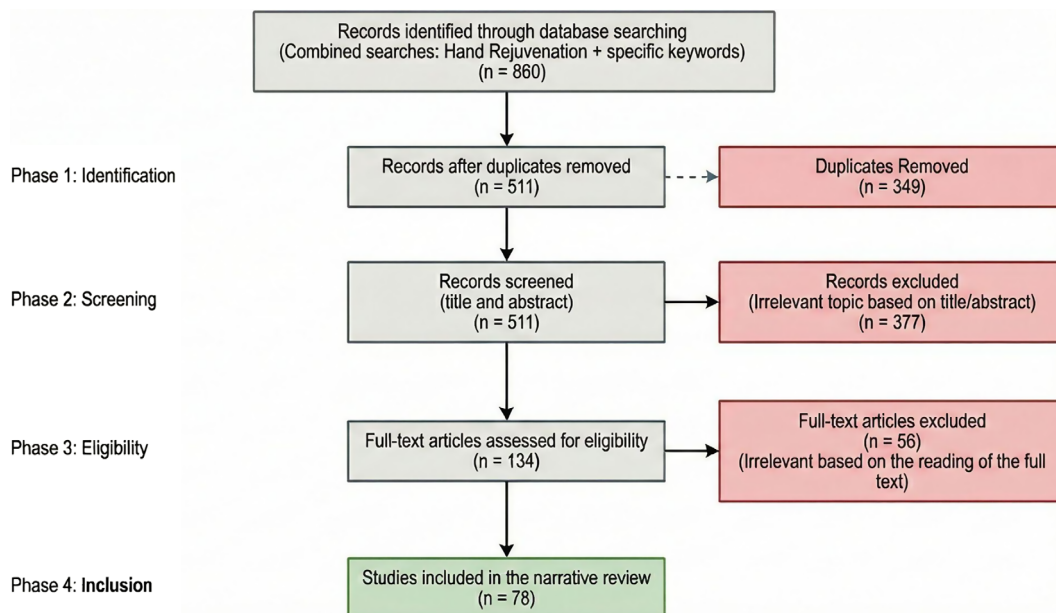 Records identified through database searching
(Combined searches: Hand Rejuvenation + specific keywords)
(n = 860)
Phase 1: Identification
Records after duplicates removed
(n = 511)
Duplicates Removed
(n = 349)
Phase 2: Screening
Records screened
(title and abstract)
(n = 511)
Records excluded
(Irrelevant topic based on title/abstract)
(n = 377)
Phase 3: Eligibility
Full-text articles assessed for eligibility
(n = 134)
Full-text articles excluded
(n = 56)
(Irrelevant based on the reading of the full
text)
Phase 4: Inclusion
Studies included in the narrative review
(n = 78)